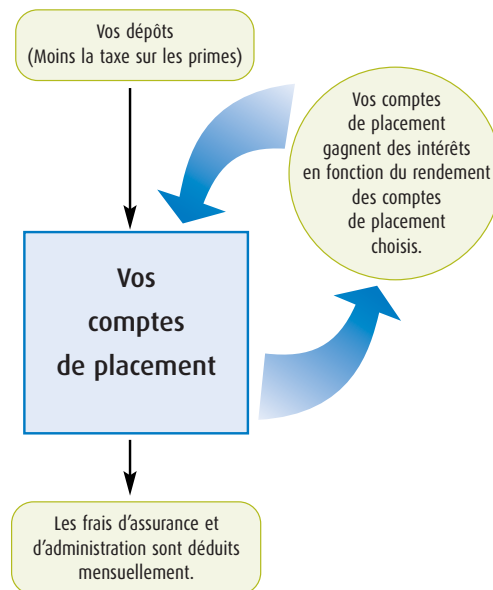 Vos dépôts
(Moins la taxe sur les primes)
Vos comptes
de placement
gagnent des intérêts
en fonction du rendement
des comptes
de placement
choisis.
Vos
comptes
de placement
Les frais d'assurance et
d'administration sont déduits
mensuellement.